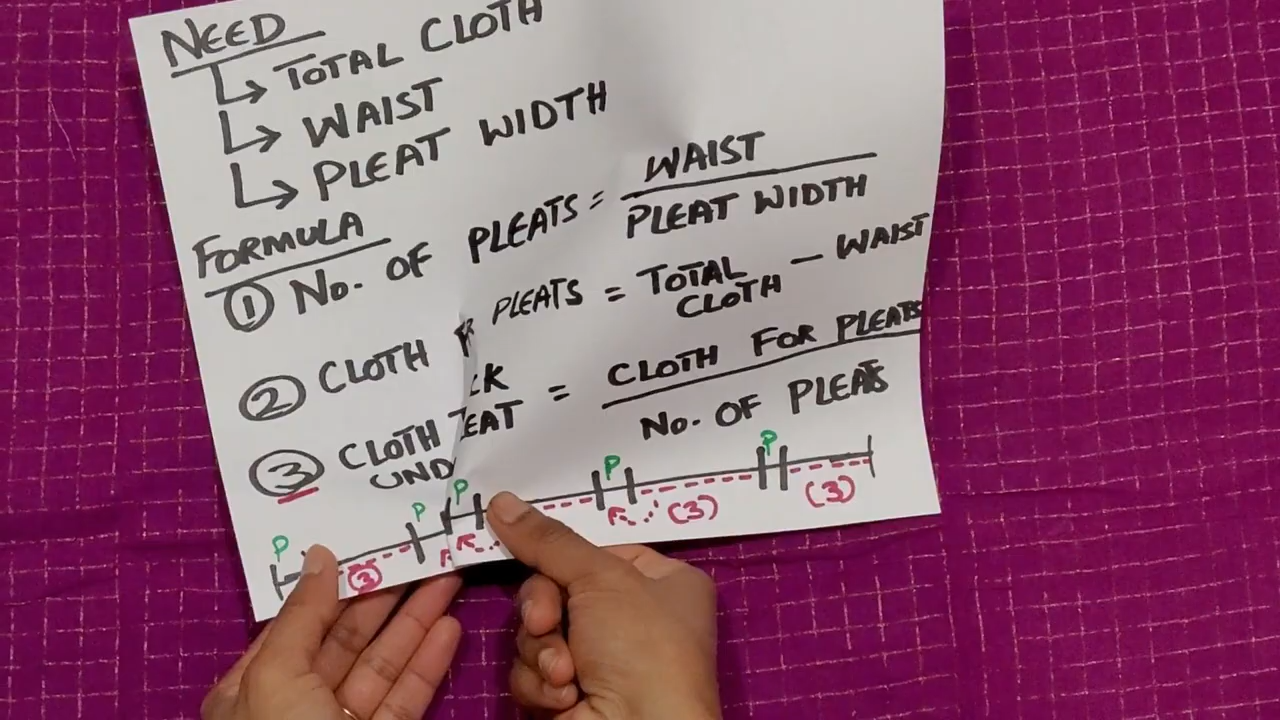 NEED
TOTAL CLOTH
WAIST
PLEAT WIDTH
FORMULA
① NO. OF PLEATS = WAIST
PLEAT WIDTH
② CLOTH PLEATS = TOTAL CLOTH - WAIST
③ CLOTH = CLOTH FOR PLEATS
NO. OF PLEATS
P P P P P
(3) (3)